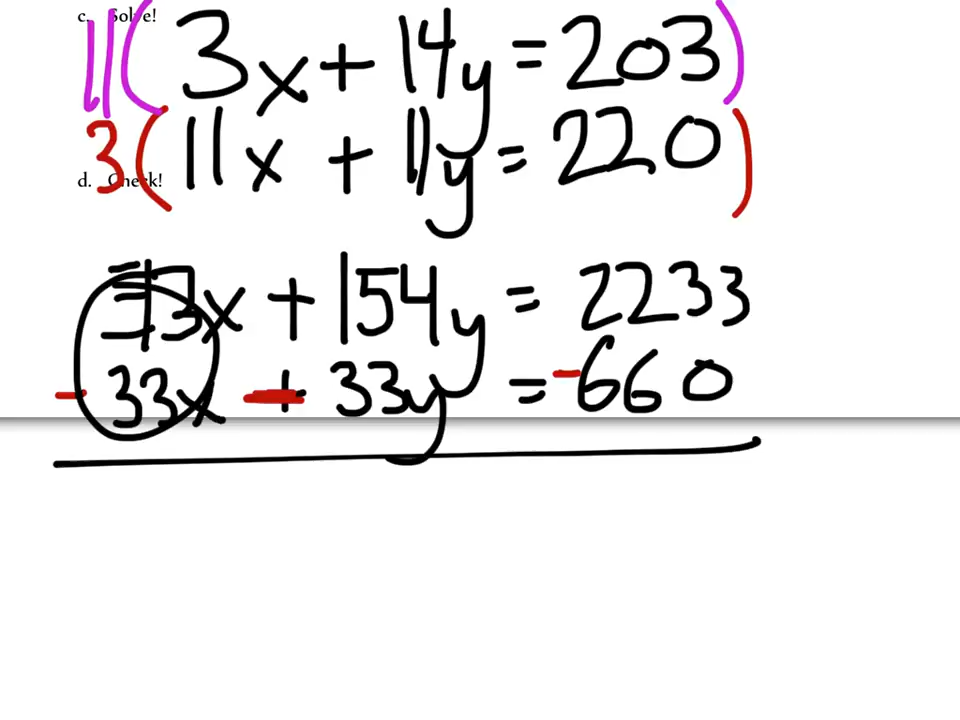 c. Solve!
11( 3x + 14y = 203 )
3( 11x + 11y = 220 )
d. Check!
33x + 154y = 2233
- 33x - 33y = -660